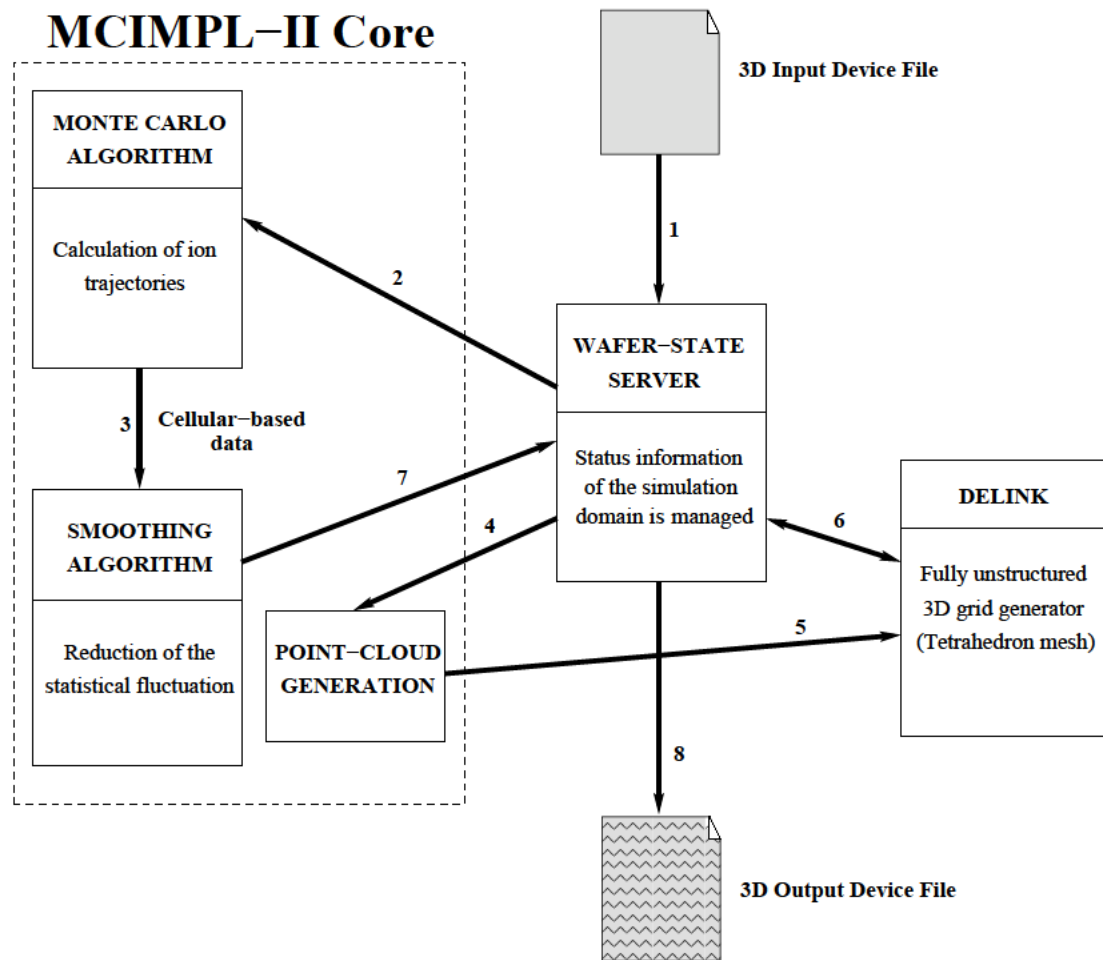 MCIMPL−II Core
3D Input Device File
MONTE CARLO
ALGORITHM
Calculation of ion
trajectories
1
2
WAFER−STATE
SERVER
Status information
of the simulation
domain is managed
3
Cellular−based
data
7
4
6
DELINK
Fully unstructured
3D grid generator
(Tetrahedron mesh)
SMOOTHING
ALGORITHM
Reduction of the
statistical fluctuation
POINT−CLOUD
GENERATION
5
8
3D Output Device File